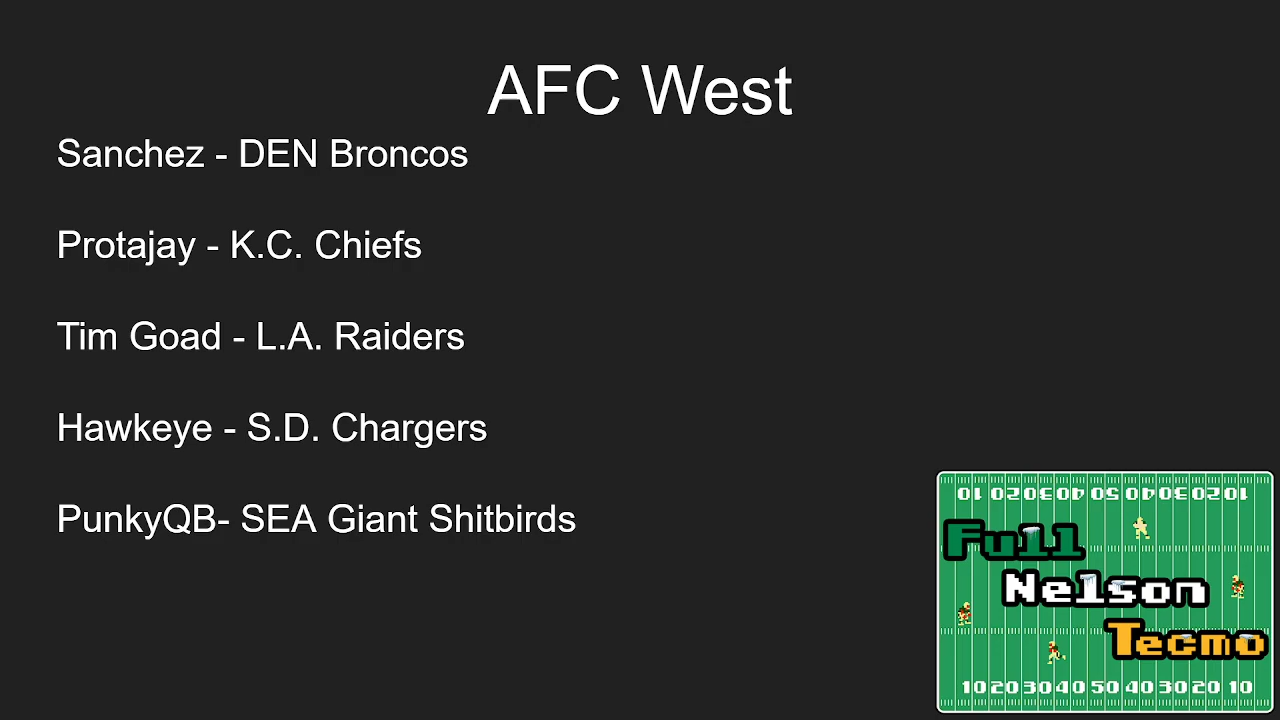 AFC West
Sanchez - DEN Broncos
Protajay - K.C. Chiefs
Tim Goad - L.A. Raiders
Hawkeye - S.D. Chargers
PunkyQB- SEA Giant Shitbirds
10 20 30 40 50 40 30 20 10
Full
Nelson
Tecmo
10 20 30 40 50 40 30 20 10